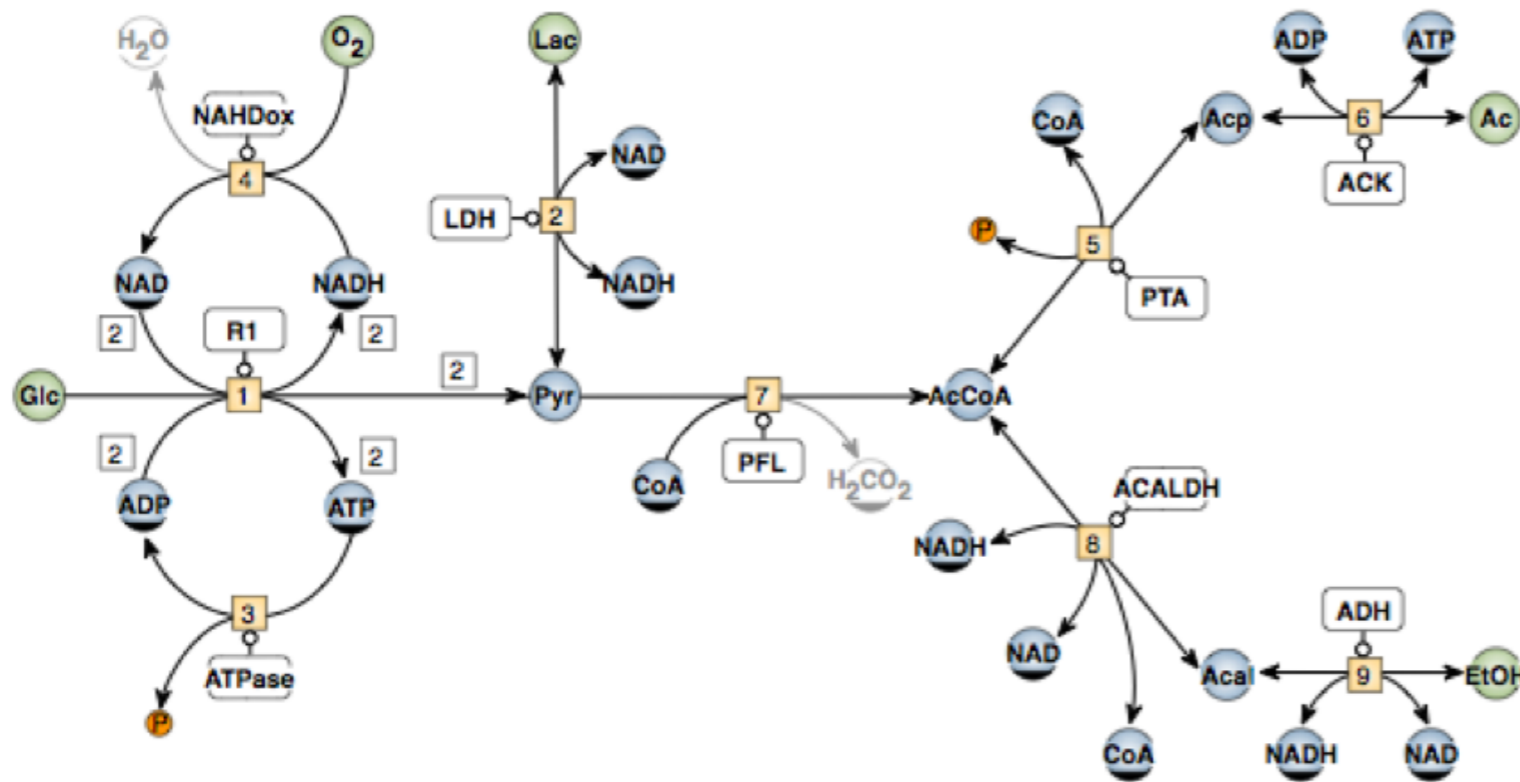 H2O
O2
Lac
ADP
ATP
NAHDox
CoA
Acp
6
Ac
4
NAD
ACK
LDH
2
P
5
NAD
NADH
NADH
PTA
2
R1
2
2
Glc
1
Pyr
7
AcCoA
2
2
PFL
ADP
ATP
CoA
H2CO2
ACALDH
NADH
8
3
ADH
ATPase
NAD
Acal
9
EtOH
P
CoA
NADH
NAD